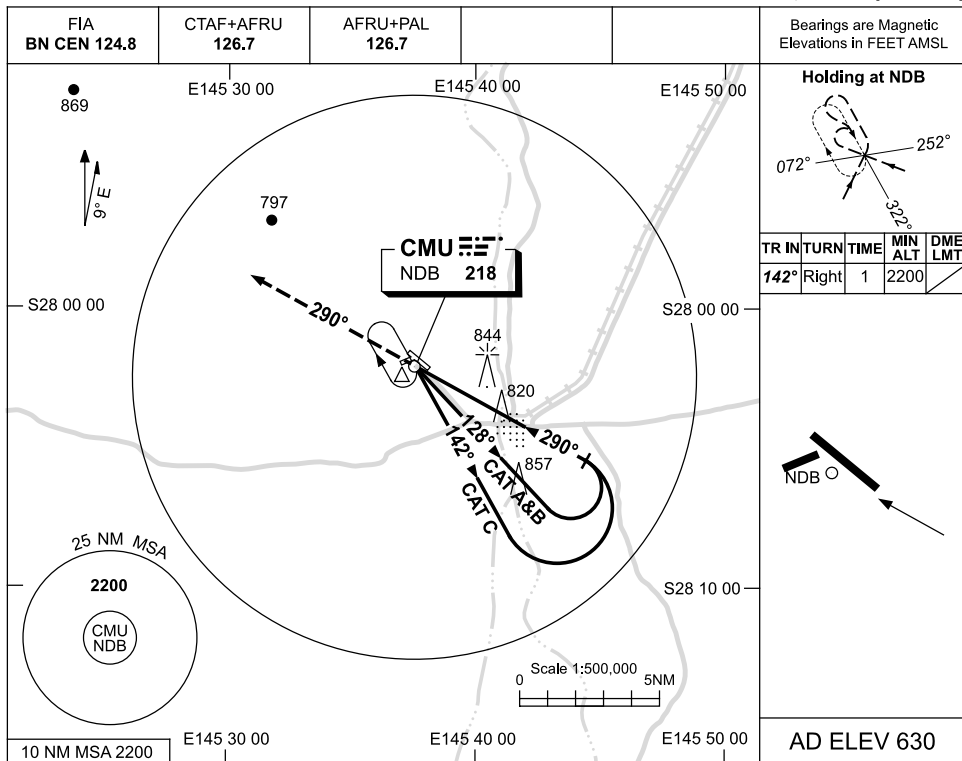 FIA
BN CEN 124.8
CTAF+AFRU
126.7
AFRU+PAL
126.7
Bearings are Magnetic
Elevations in FEET AMSL
E145 30 00
E145 40 00
E145 50 00
869
9° E
797
CMU
NDB 218
290°
S28 00 00
S28 00 00
844
820
128°
142°
290°
857
CAT A&B
CAT C
25 NM MSA
2200
CMU
NDB
S28 10 00
Scale 1:500,000
0 5NM
10 NM MSA 2200
E145 30 00
E145 40 00
E145 50 00
Holding at NDB
072°
252°
322°
TR IN TURN TIME MIN ALT DME LMT
142° Right 1 2200
NDB
AD ELEV 630